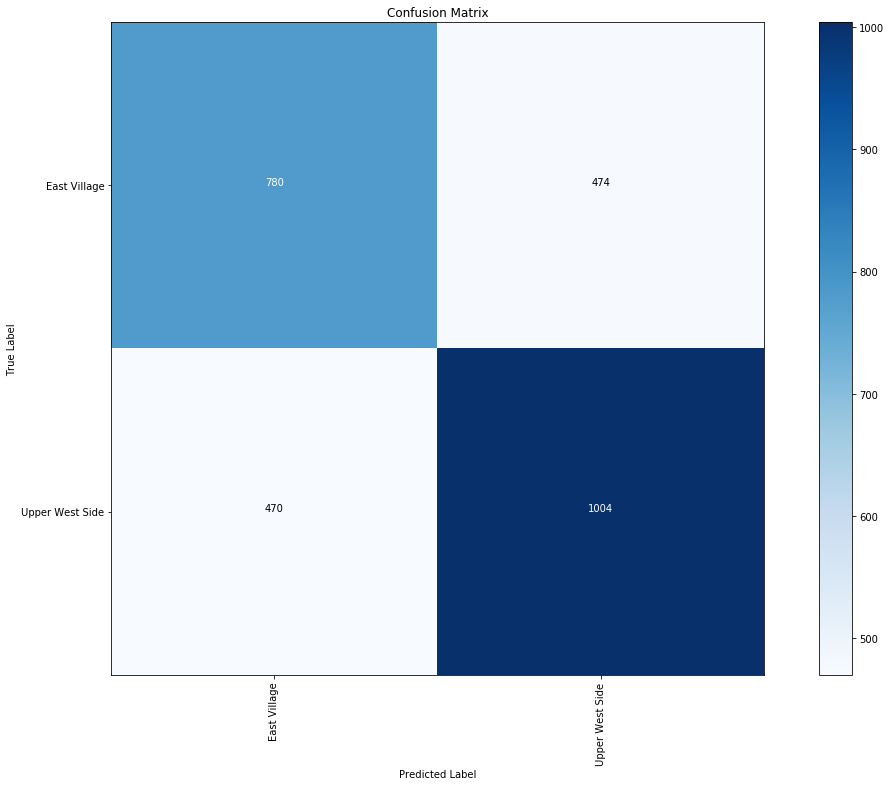 Confusion Matrix
1000
900
800
700
600
500
True Label
East Village
780
474
Upper West Side
470
1004
East Village
Upper West Side
Predicted Label